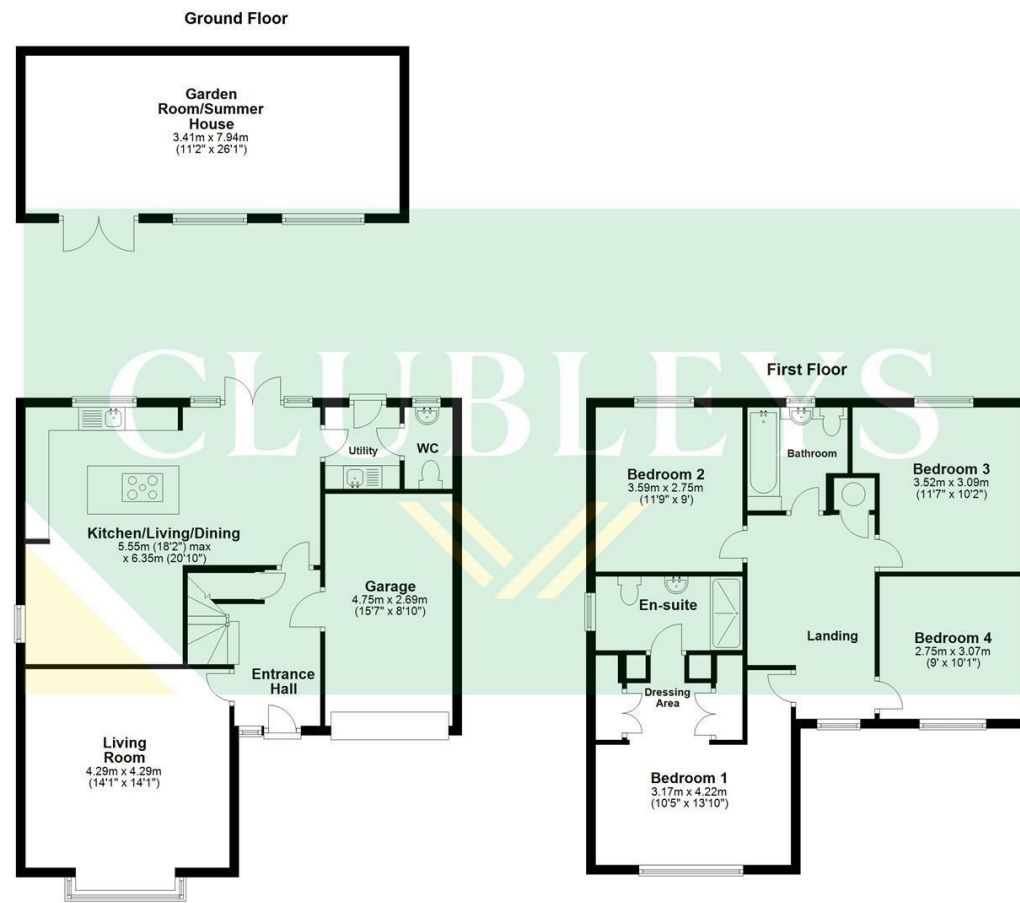 Ground Floor
Garden
Room/Summer
House
3.41m x 7.94m
(11'2" x 26'1")
CLUBLEYS
Utility
WC
Kitchen/Living/Dining
5.55m (18'2") max
x 6.35m (20'10")
Garage
4.75m x 2.69m
(15'7" x 8'10")
Entrance
Hall
Living
Room
4.29m x 4.29m
(14'1" x 14'1")
First Floor
Bedroom 2
3.59m x 2.75m
(11'9" x 9')
Bathroom
Bedroom 3
3.52m x 3.09m
(11'7" x 10'2")
En-suite
Landing
Bedroom 4
2.75m x 3.07m
(9' x 10'1")
Dressing
Area
Bedroom 1
3.17m x 4.22m
(10'5" x 13'10")